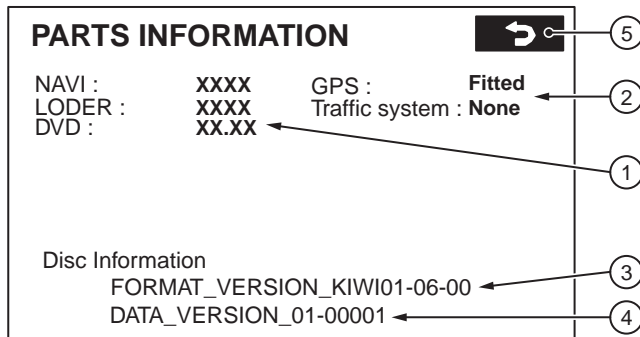 PARTS INFORMATION
5
NAVI : XXXX GPS : Fitted
LODER : XXXX Traffic system : None
DVD : XX.XX
2
1
Disc Information
FORMAT_VERSION_KIWI01-06-00
3
DATA_VERSION_01-00001
4